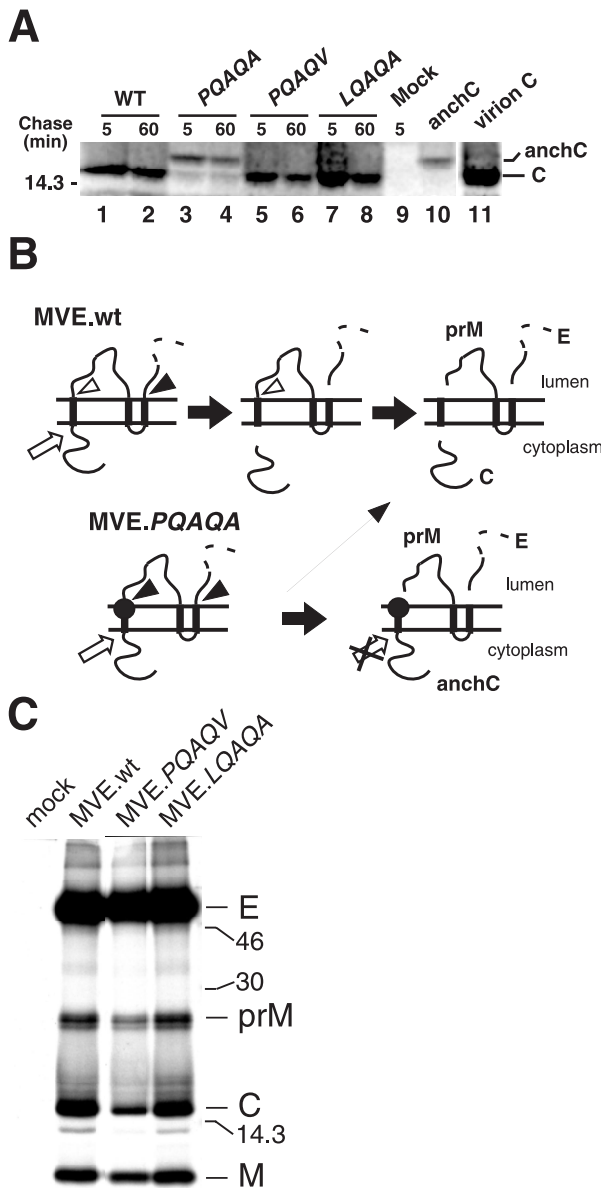 A
WT PQAQA PQAQV LQAQA Mock anchC virion C
Chase (min) 5 60 5 60 5 60 5 60 5
anchC
14.3 - C
1 2 3 4 5 6 7 8 9 10 11
B
MVE.wt
prM E
lumen
cytoplasm
C
MVE.PQAQA
prM E
lumen
cytoplasm
anchC
C
mock MVE.wt MVE.PQAQV MVE.LQAQA
E
46
30
prM
C
14.3
M